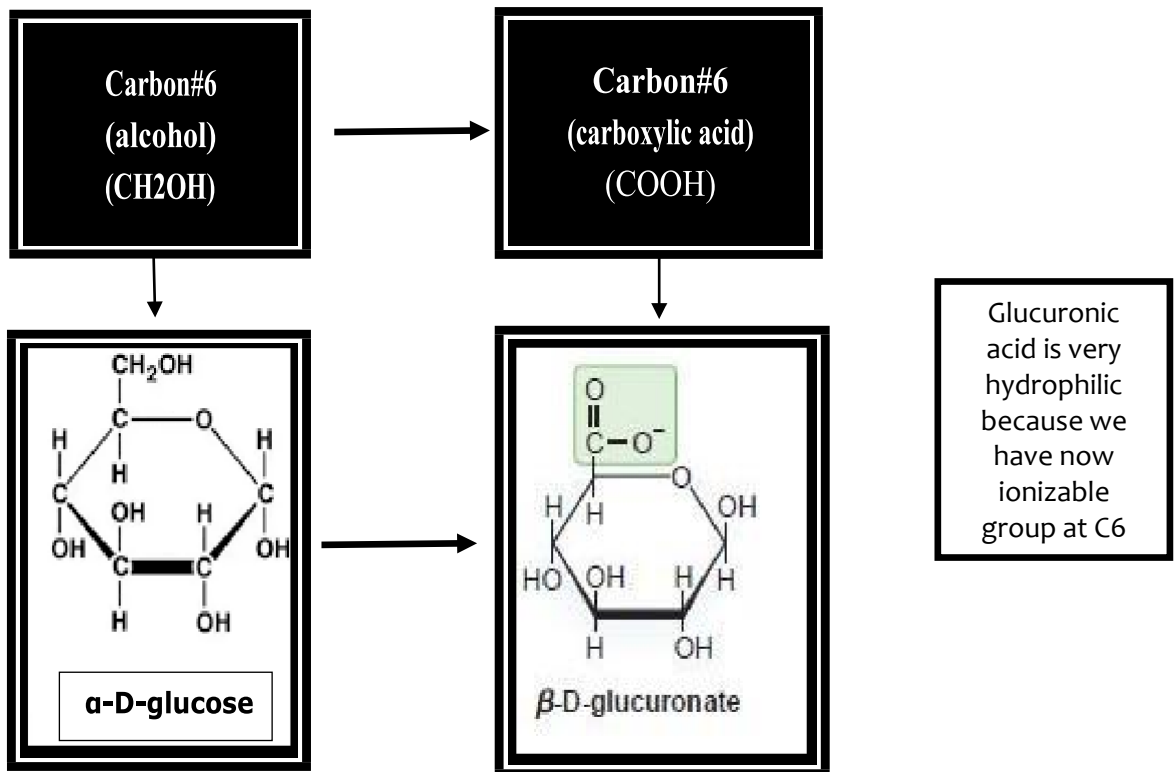 Carbon#6
(alcohol)
(CH2OH)
Carbon#6
(carboxylic acid)
(COOH)
Glucuronic
acid is very
hydrophilic
because we
have now
ionizable
group at C6
CH₂OH
C O
H H
H
C C
OH H
OH OH
C C
H OH
α-D-glucose
O
C O⁻
O
H OH
H
HO OH H H
H OH
β-D-glucuronate